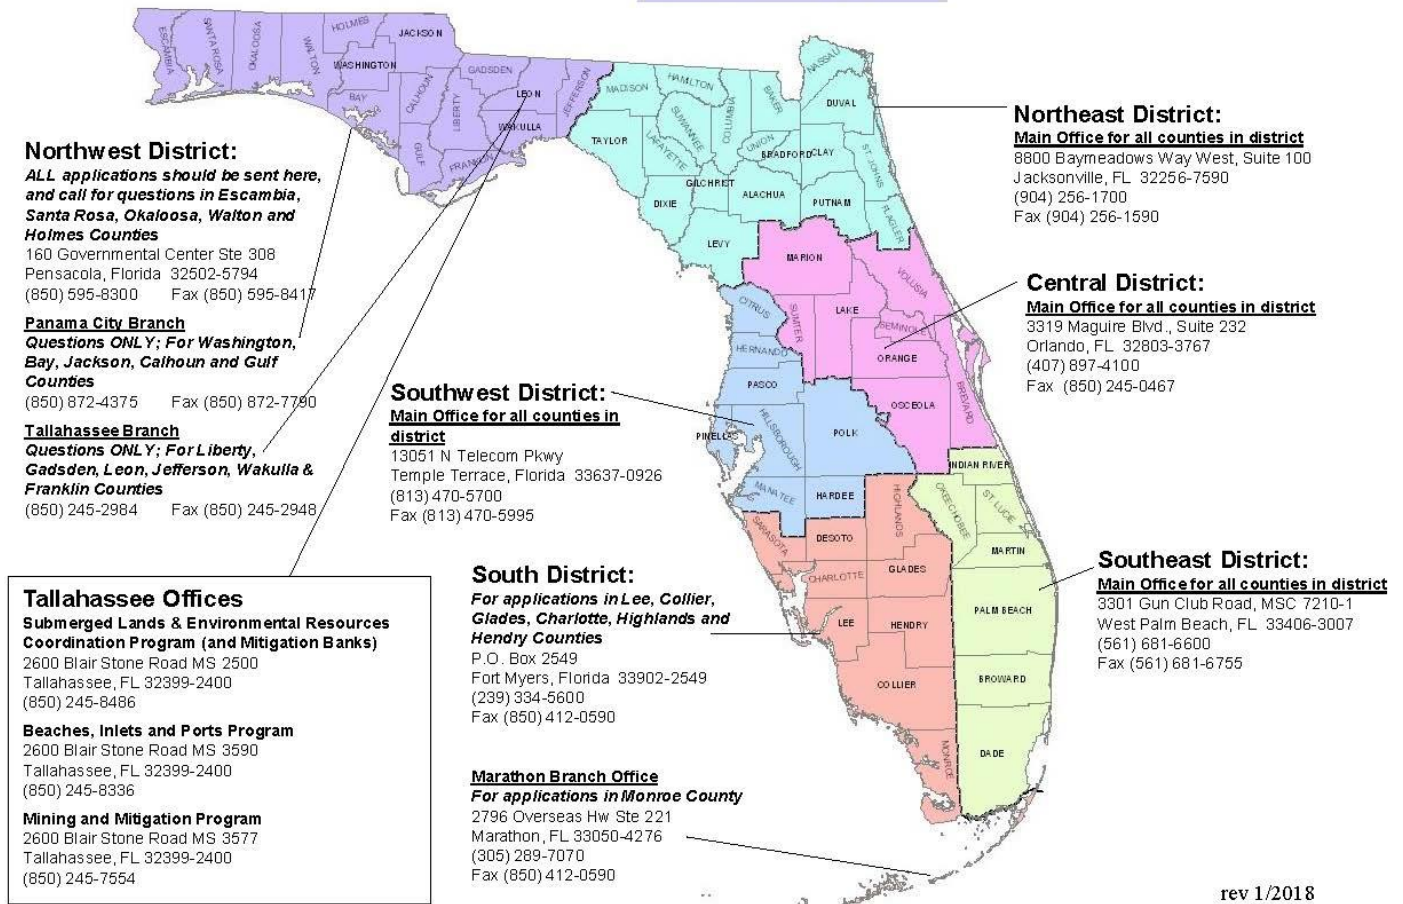 Northwest District:
ALL applications should be sent here,
and call for questions in Escambia,
Santa Rosa, Okaloosa, Walton and
Holmes Counties
160 Governmental Center Ste 308
Pensacola, Florida 32502-5794
(850) 595-8300 Fax (850) 595-8417
Panama City Branch
Questions ONLY; For Washington,
Bay, Jackson, Calhoun and Gulf
Counties
(850) 872-4375 Fax (850) 872-7790
Tallahassee Branch
Questions ONLY; For Liberty,
Gadsden, Leon, Jefferson, Wakulla &
Franklin Counties
(850) 245-2984 Fax (850) 245-2948
Tallahassee Offices
Submerged Lands & Environmental Resources
Coordination Program (and Mitigation Banks)
2600 Blair Stone Road MS 2500
Tallahassee, FL 32399-2400
(850) 245-8486
Beaches, Inlets and Ports Program
2600 Blair Stone Road MS 3590
Tallahassee, FL 32399-2400
(850) 245-8336
Mining and Mitigation Program
2600 Blair Stone Road MS 3577
Tallahassee, FL 32399-2400
(850) 245-7554
Southwest District:
Main Office for all counties in
district
13051 N Telecom Pkwy
Temple Terrace, Florida 33637-0926
(813) 470-5700
Fax (813) 470-5995
South District:
For applications in Lee, Collier,
Glades, Charlotte, Highlands and
Hendry Counties
P.O. Box 2549
Fort Myers, Florida 33902-2549
(239) 334-5600
Fax (850) 412-0590
Marathon Branch Office
For applications in Monroe County
2796 Overseas Hw Ste 221
Marathon, FL 33050-4276
(305) 289-7070
Fax (850) 412-0590
Northeast District:
Main Office for all counties in district
8800 Baymeadows Way West, Suite 100
Jacksonville, FL 32256-7590
(904) 256-1700
Fax (904) 256-1590
Central District:
Main Office for all counties in district
3319 Maguire Blvd., Suite 232
Orlando, FL 32803-3767
(407) 897-4100
Fax (850) 245-0467
Southeast District:
Main Office for all counties in district
3301 Gun Club Road, MSC 7210-1
West Palm Beach, FL 33406-3007
(561) 681-6600
Fax (561) 681-6755
ESCAMBIA
SANTA ROSA
OKALOOSA
WALTON
HOLMES
JACKSON
WASHINGTON
BAY
CALHOUN
GULF
GADSDEN
LIBERTY
LEON
WAKULLA
FRANKLIN
JEFFERSON
MADISON
TAYLOR
HAMILTON
SUWANNEE
LAFAYETTE
COLUMBIA
BAKER
NASSAU
DUVAL
UNION
BRADFORD
CLAY
ST JOHNS
GILCHRIST
ALACHUA
PUTNAM
FLAGLER
DIXIE
LEVY
MARION
VOLUSIA
CITRUS
SUMTER
LAKE
SEMINOLE
HERNANDO
ORANGE
PASCO
BREVARD
OSCEOLA
PINELLAS
HILLSBOROUGH
POLK
INDIAN RIVER
MANATEE
HARDEE
HIGHLANDS
OKEECHOBEE
ST LUCIE
SARASOTA
DESOTO
MARTIN
CHARLOTTE
GLADES
LEE
HENDRY
PALM BEACH
COLLIER
BROWARD
MONROE
DADE
rev 1/2018